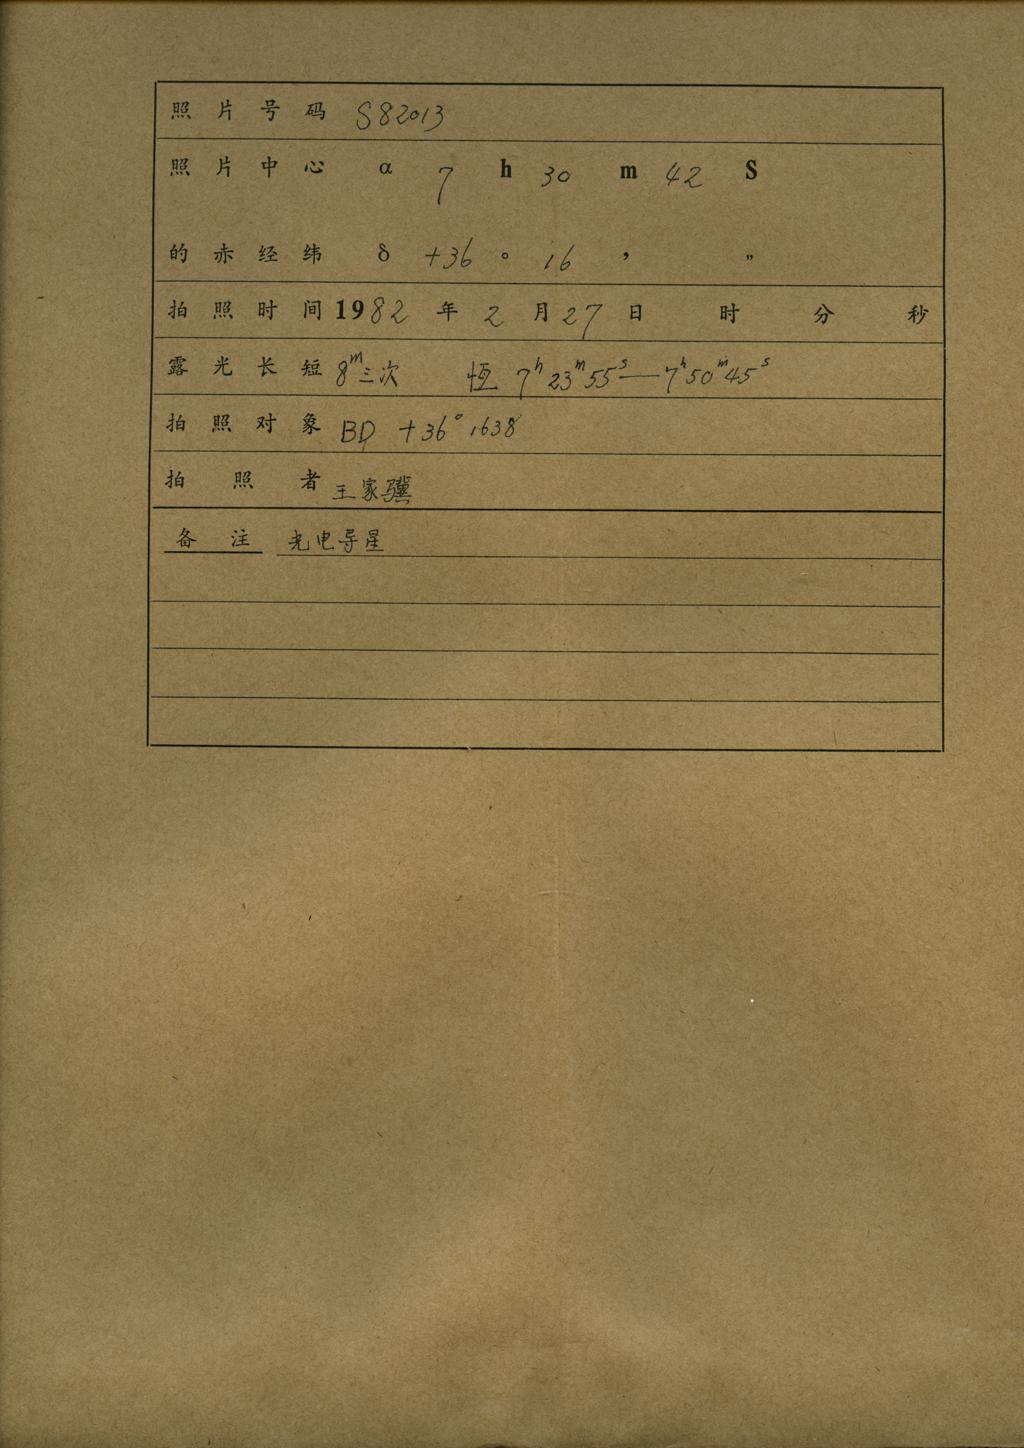 照片号码 S82013
照片中心 α 7 h 30 m 42 S
的赤经纬 δ +36 ° 16 ′ ″
拍照时间 1982 年 2 月 27 日 时 分 秒
露光长短 8ᵐ三次 恒 7ʰ23ᵐ55ˢ—7ʰ50ᵐ45ˢ
拍照对象 BD +36°1638
拍照者 王家骥
备注 光电导星